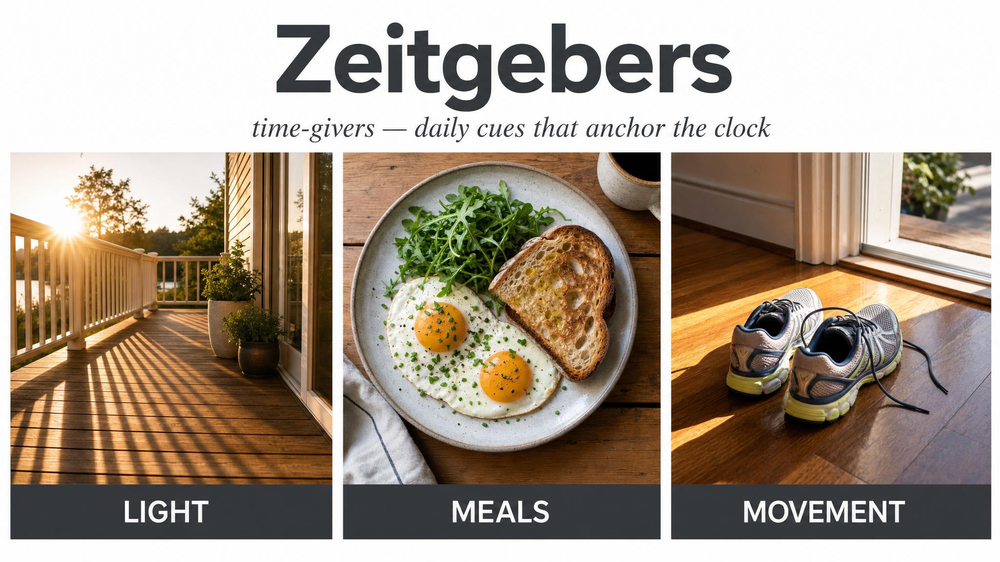 Zeitgebers
time-givers — daily cues that anchor the clock
LIGHT
MEALS
MOVEMENT